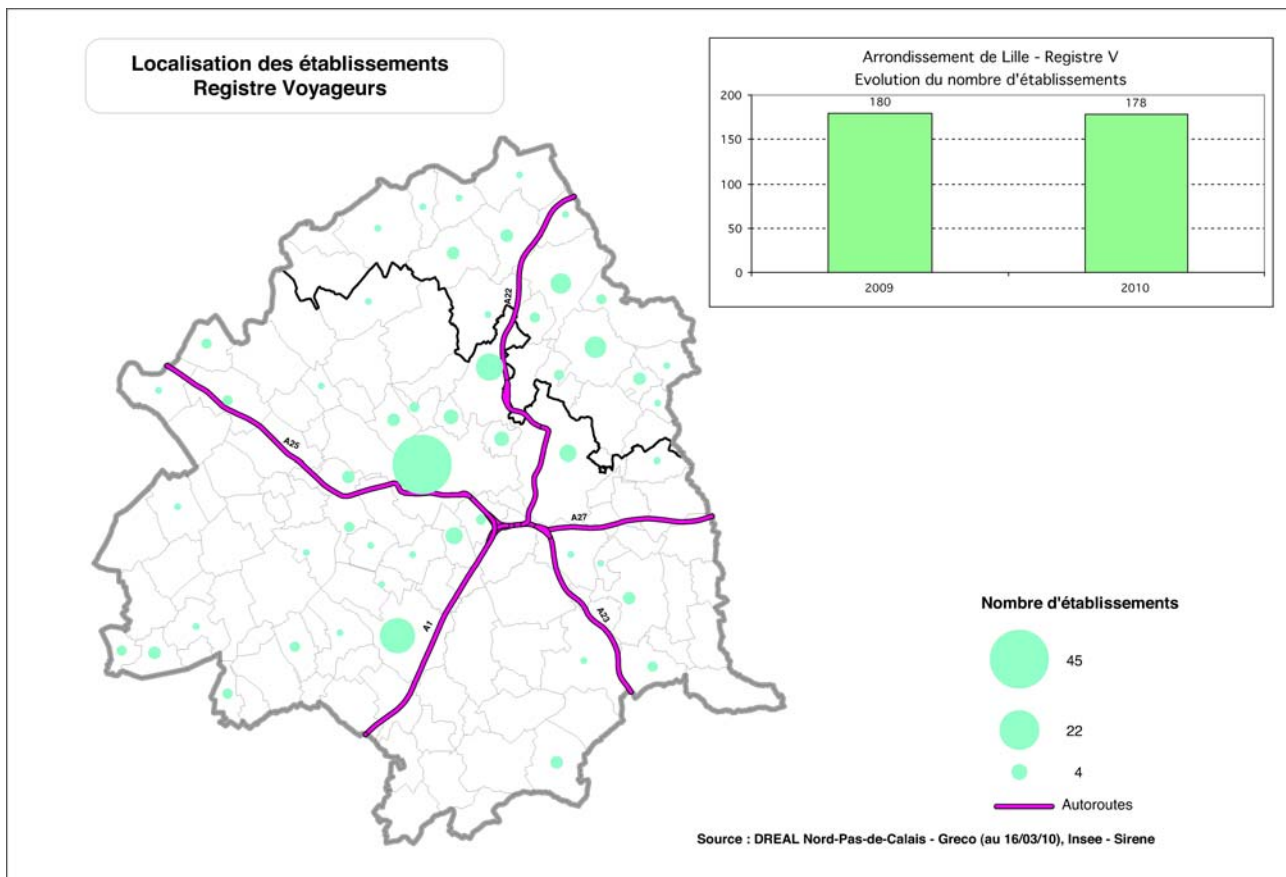 Localisation des établissements
Registre Voyageurs
Arrondissement de Lille - Registre V
Evolution du nombre d'établissements
200
150
100
50
0
180
178
2009
2010
A22
A25
A27
A23
A1
Nombre d'établissements
45
22
4
Autoroutes
Source : DREAL Nord-Pas-de-Calais - Greco (au 16/03/10), Insee - Sirene